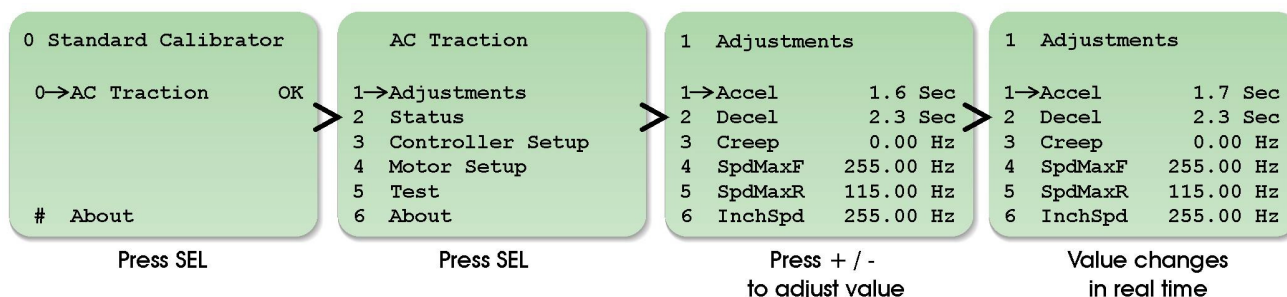 0 Standard Calibrator
0→AC Traction OK
# About
Press SEL
AC Traction
1→Adjustments
2 Status
3 Controller Setup
4 Motor Setup
5 Test
6 About
Press SEL
1 Adjustments
1→Accel 1.6 Sec
2 Decel 2.3 Sec
3 Creep 0.00 Hz
4 SpdMaxF 255.00 Hz
5 SpdMaxR 115.00 Hz
6 InchSpd 255.00 Hz
Press + / -
to adjust value
1 Adjustments
1→Accel 1.7 Sec
2 Decel 2.3 Sec
3 Creep 0.00 Hz
4 SpdMaxF 255.00 Hz
5 SpdMaxR 115.00 Hz
6 InchSpd 255.00 Hz
Value changes
in real time